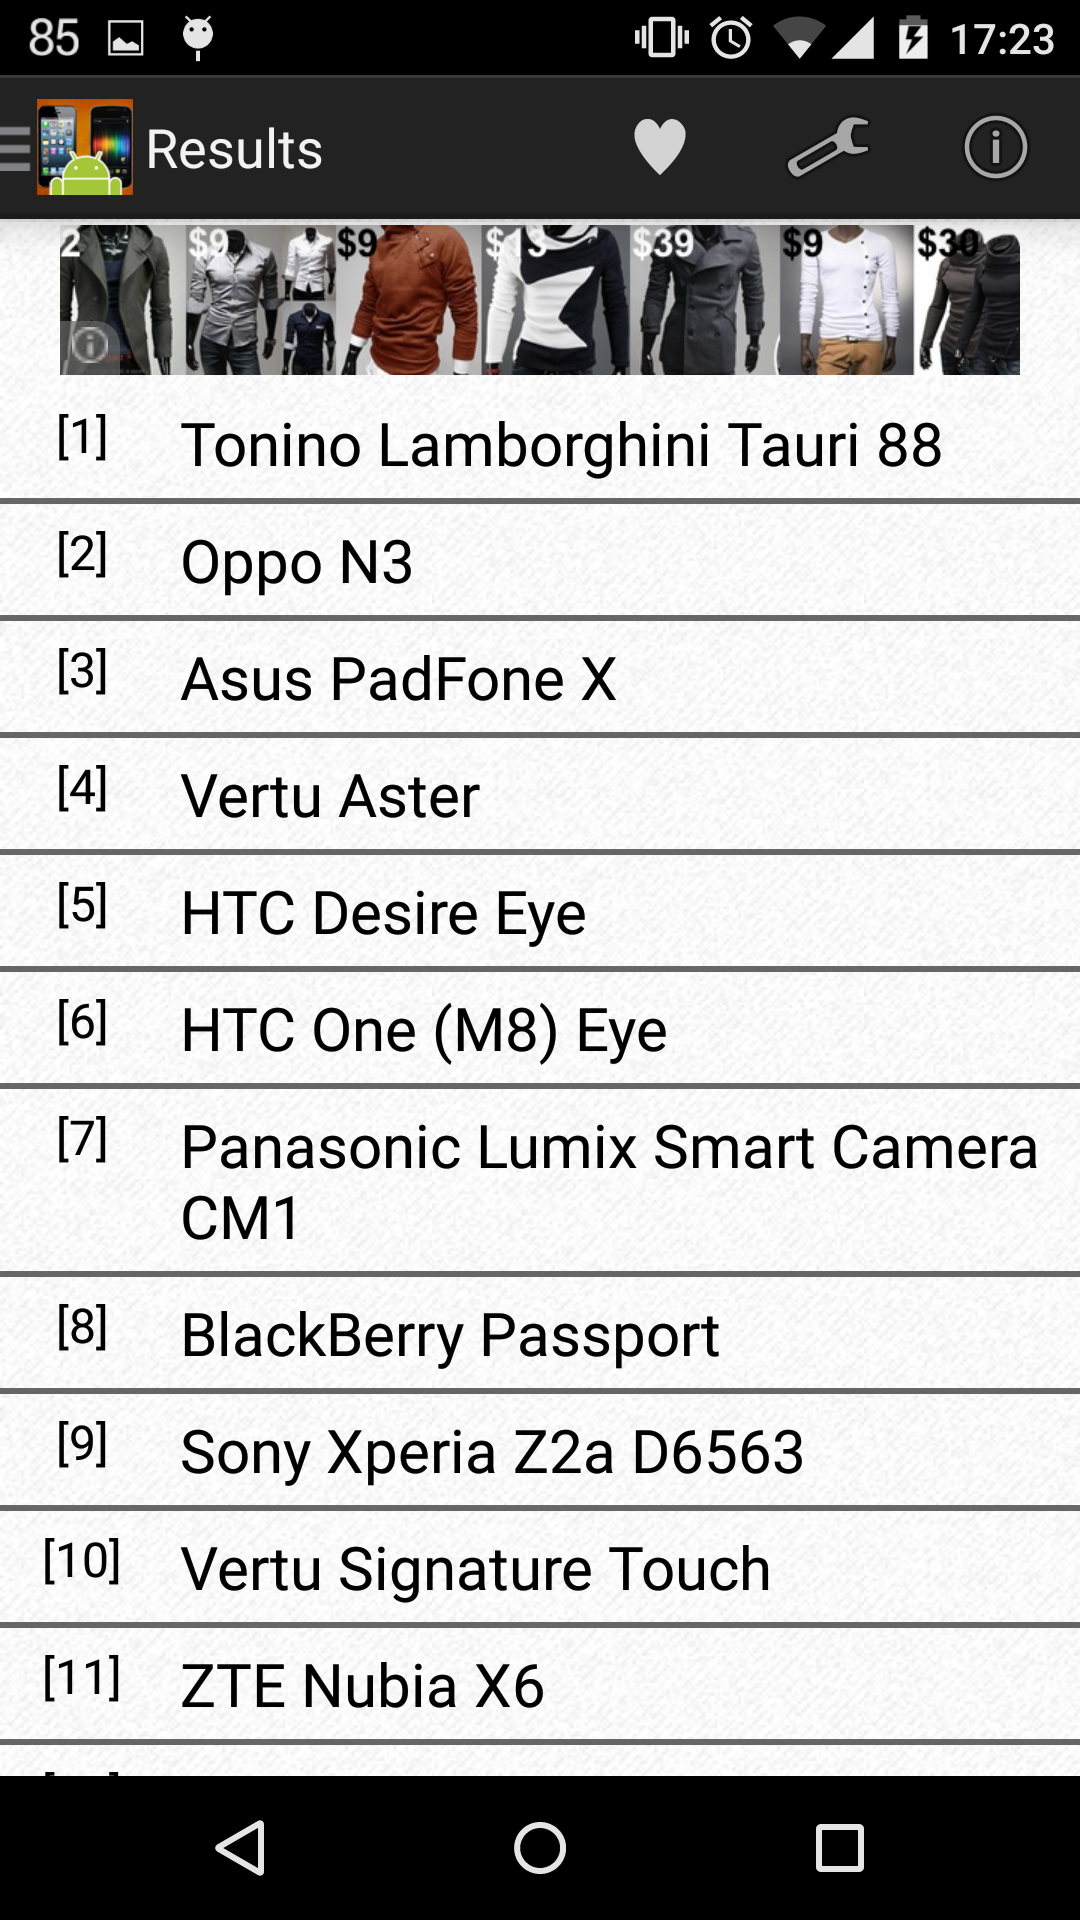 85 17:23
Results
2 $9 $9 $13 $39 $9 $30
[1] Tonino Lamborghini Tauri 88
[2] Oppo N3
[3] Asus PadFone X
[4] Vertu Aster
[5] HTC Desire Eye
[6] HTC One (M8) Eye
[7] Panasonic Lumix Smart Camera
CM1
[8] BlackBerry Passport
[9] Sony Xperia Z2a D6563
[10] Vertu Signature Touch
[11] ZTE Nubia X6